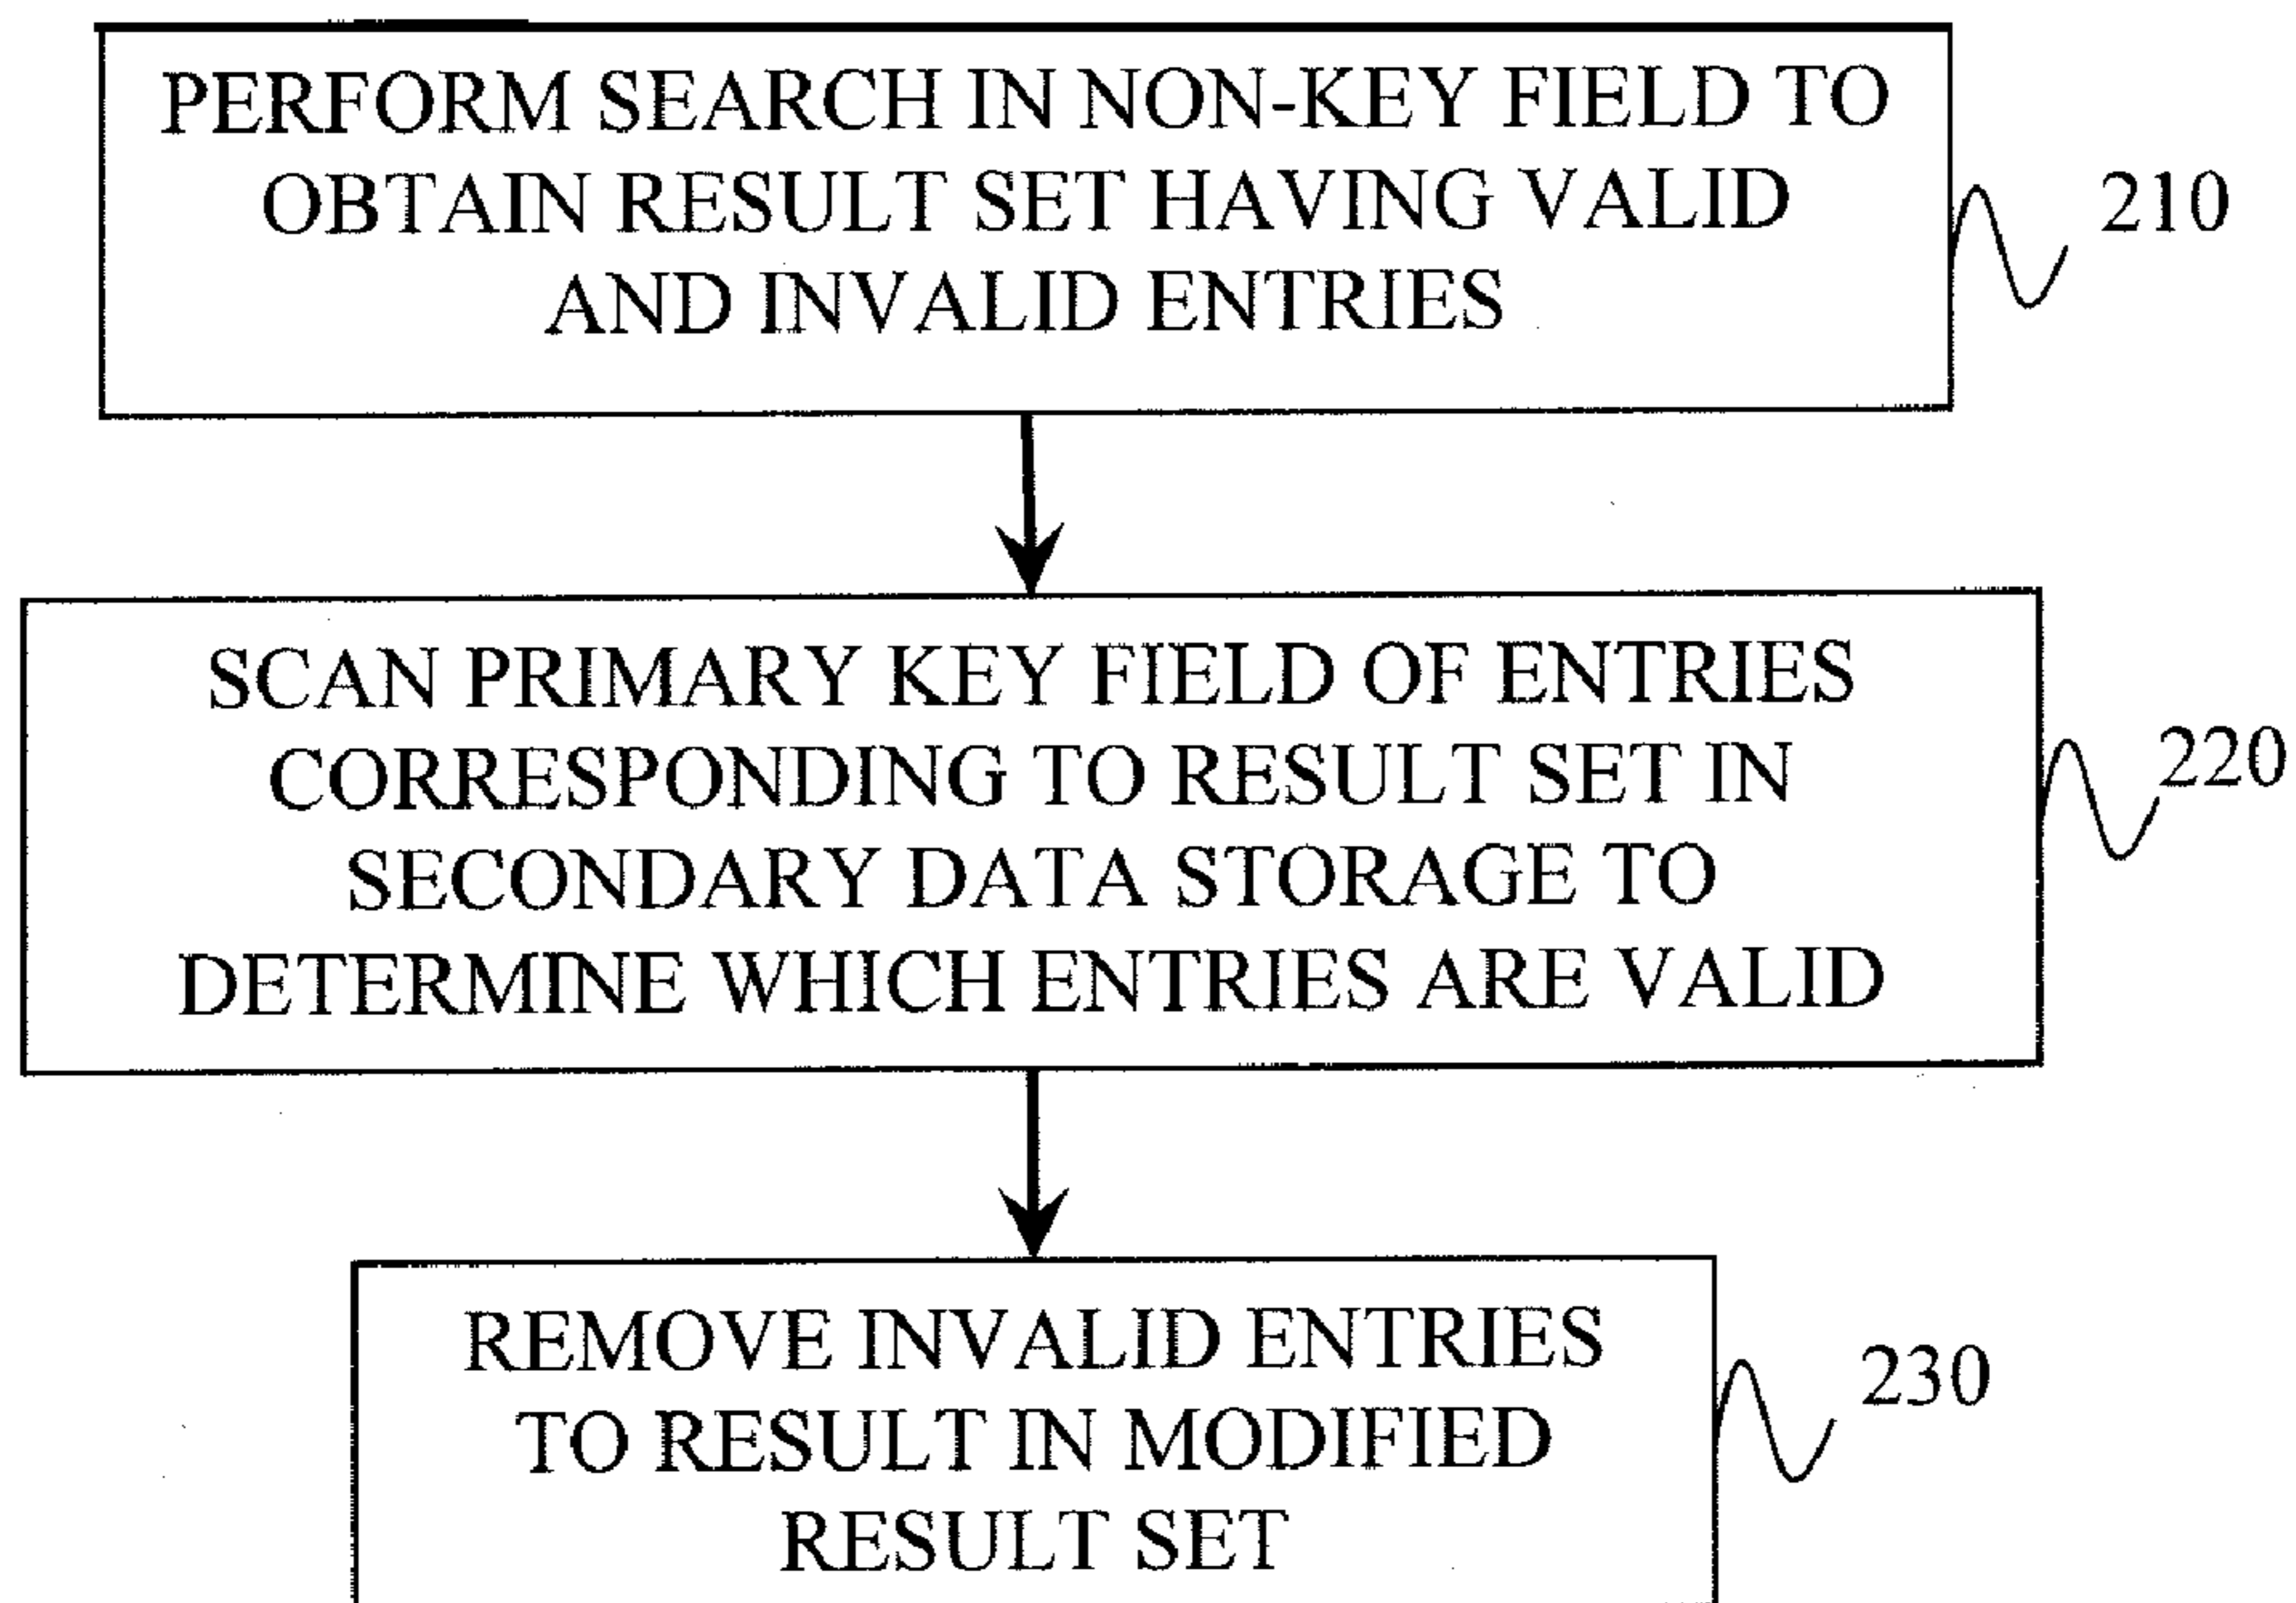 PERFORM SEARCH IN NON-KEY FIELD TO
OBTAIN RESULT SET HAVING VALID
AND INVALID ENTRIES
210
SCAN PRIMARY KEY FIELD OF ENTRIES
CORRESPONDING TO RESULT SET IN
SECONDARY DATA STORAGE TO
DETERMINE WHICH ENTRIES ARE VALID
220
REMOVE INVALID ENTRIES
TO RESULT IN MODIFIED
RESULT SET
230